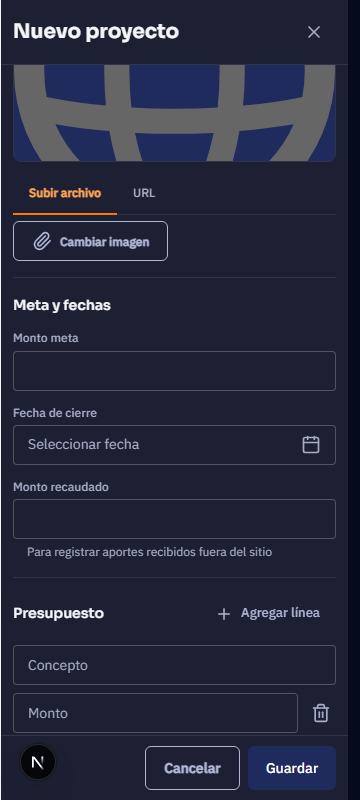 Nuevo proyecto
Subir archivo URL
Cambiar imagen
Meta y fechas
Monto meta
Fecha de cierre
Seleccionar fecha
Monto recaudado
Para registrar aportes recibidos fuera del sitio
Presupuesto Agregar línea
Concepto
Monto
N Cancelar Guardar